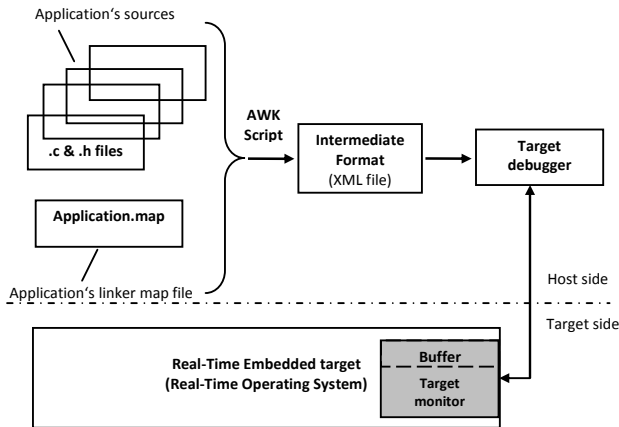 Application‘s sources
.c & .h files
Application.map
Application‘s linker map file
AWK
Script
Intermediate
Format
(XML file)
Target
debugger
Host side
Target side
Real-Time Embedded target
(Real-Time Operating System)
Buffer
Target
monitor